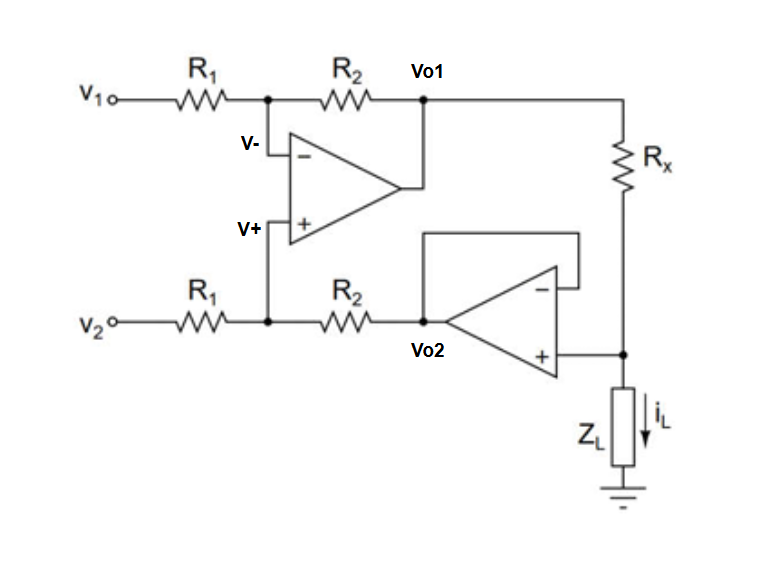 R1
R2
Vo1
V1
V-
Rx
−
V+
+
R1
R2
−
V2
Vo2
+
iL
ZL